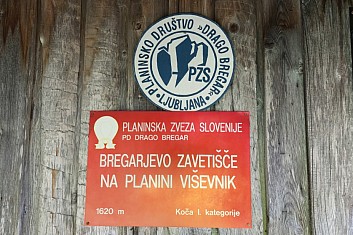 PLANINSKO DRUŠTVO »DRAGO BREGAR«
PZS
• LJUBLJANA •
PLANINSKA ZVEZA SLOVENIJE
PD DRAGO BREGAR
BREGARJEVO ZAVETIŠČE
NA PLANINI VIŠEVNIK
1620 m Koča I. kategorije